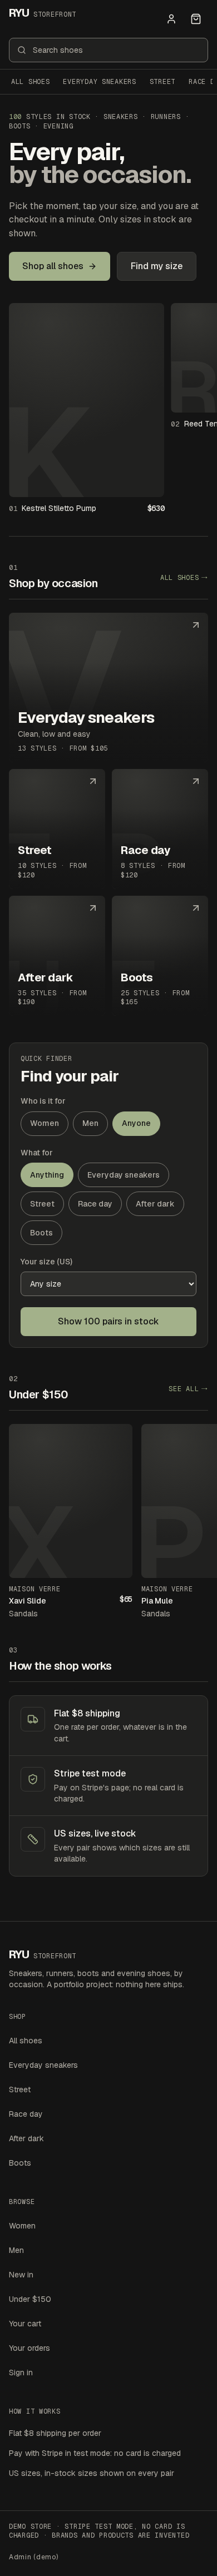 RYU STOREFRONT
Search shoes
ALL SHOES EVERYDAY SNEAKERS STREET RACE
100 STYLES IN STOCK · SNEAKERS · RUNNERS ·
BOOTS · EVENING
Every pair,
by the occasion.
Pick the moment, tap your size, and you are at
checkout in a minute. Only sizes in stock are
shown.
Shop all shoes →
Find my size
K
R
01 Kestrel Stiletto Pump $630
02 Reed Ten
01
Shop by occasion
ALL SHOES →
V
Everyday sneakers
Clean, low and easy
13 STYLES · FROM $105
Street
10 STYLES · FROM
$120
Race day
8 STYLES · FROM
$120
After dark
35 STYLES · FROM
$190
Boots
25 STYLES · FROM
$165
QUICK FINDER
Find your pair
Who is it for
Women Men Anyone
What for
Anything Everyday sneakers
Street Race day After dark
Boots
Your size (US)
Any size
Show 100 pairs in stock
02
Under $150
SEE ALL →
X
P
MAISON VERRE
Xavi Slide $65
Sandals
MAISON VERRE
Pia Mule
Sandals
03
How the shop works
Flat $8 shipping
One rate per order, whatever is in the
cart.
Stripe test mode
Pay on Stripe's page; no real card is
charged.
US sizes, live stock
Every pair shows which sizes are still
available.
RYU STOREFRONT
Sneakers, runners, boots and evening shoes, by
occasion. A portfolio project: nothing here ships.
SHOP
All shoes
Everyday sneakers
Street
Race day
After dark
Boots
BROWSE
Women
Men
New in
Under $150
Your cart
Your orders
Sign in
HOW IT WORKS
Flat $8 shipping per order
Pay with Stripe in test mode: no card is charged
US sizes, in-stock sizes shown on every pair
DEMO STORE · STRIPE TEST MODE, NO CARD IS
CHARGED · BRANDS AND PRODUCTS ARE INVENTED
Admin (demo)